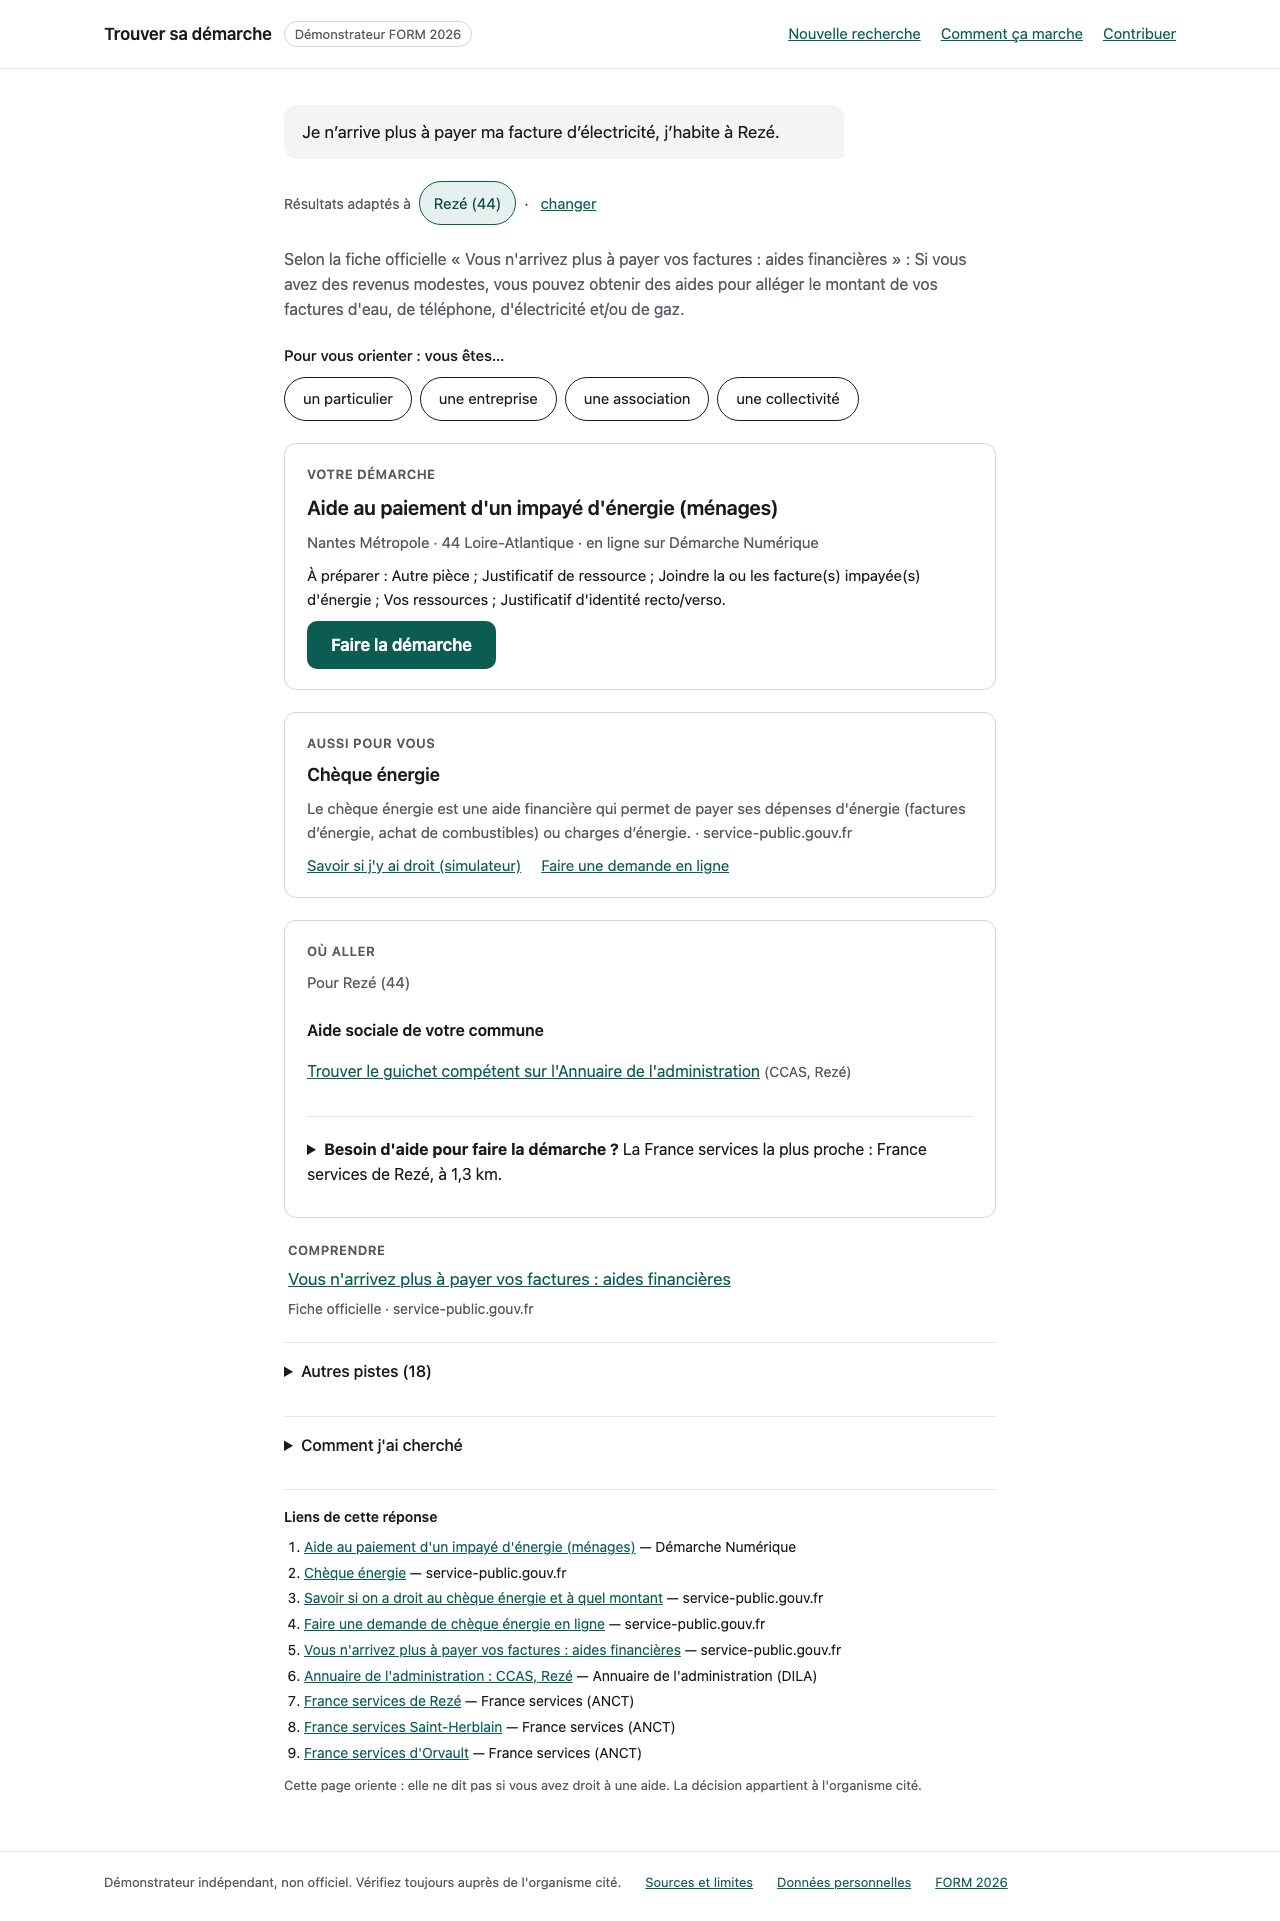 Trouver sa démarche
Démonstrateur FORM 2026
Nouvelle recherche
Comment ça marche
Contribuer
Je n’arrive plus à payer ma facture d’électricité, j’habite à Rezé.
Résultats adaptés à Rezé (44) · changer
Selon la fiche officielle « Vous n'arrivez plus à payer vos factures : aides financières » : Si vous
avez des revenus modestes, vous pouvez obtenir des aides pour alléger le montant de vos
factures d'eau, de téléphone, d'électricité et/ou de gaz.
Pour vous orienter : vous êtes...
un particulier
une entreprise
une association
une collectivité
VOTRE DÉMARCHE
Aide au paiement d'un impayé d'énergie (ménages)
Nantes Métropole · 44 Loire-Atlantique · en ligne sur Démarche Numérique
À préparer : Autre pièce ; Justificatif de ressource ; Joindre la ou les facture(s) impayée(s)
d'énergie ; Vos ressources ; Justificatif d'identité recto/verso.
Faire la démarche
AUSSI POUR VOUS
Chèque énergie
Le chèque énergie est une aide financière qui permet de payer ses dépenses d'énergie (factures
d’énergie, achat de combustibles) ou charges d’énergie. · service-public.gouv.fr
Savoir si j'y ai droit (simulateur)
Faire une demande en ligne
OÙ ALLER
Pour Rezé (44)
Aide sociale de votre commune
Trouver le guichet compétent sur l'Annuaire de l'administration (CCAS, Rezé)
▶ Besoin d'aide pour faire la démarche ? La France services la plus proche : France
services de Rezé, à 1,3 km.
COMPRENDRE
Vous n'arrivez plus à payer vos factures : aides financières
Fiche officielle · service-public.gouv.fr
▶ Autres pistes (18)
▶ Comment j'ai cherché
Liens de cette réponse
1. Aide au paiement d'un impayé d'énergie (ménages) — Démarche Numérique
2. Chèque énergie — service-public.gouv.fr
3. Savoir si on a droit au chèque énergie et à quel montant — service-public.gouv.fr
4. Faire une demande de chèque énergie en ligne — service-public.gouv.fr
5. Vous n'arrivez plus à payer vos factures : aides financières — service-public.gouv.fr
6. Annuaire de l'administration : CCAS, Rezé — Annuaire de l'administration (DILA)
7. France services de Rezé — France services (ANCT)
8. France services Saint-Herblain — France services (ANCT)
9. France services d'Orvault — France services (ANCT)
Cette page oriente : elle ne dit pas si vous avez droit à une aide. La décision appartient à l'organisme cité.
Démonstrateur indépendant, non officiel. Vérifiez toujours auprès de l'organisme cité.
Sources et limites
Données personnelles
FORM 2026